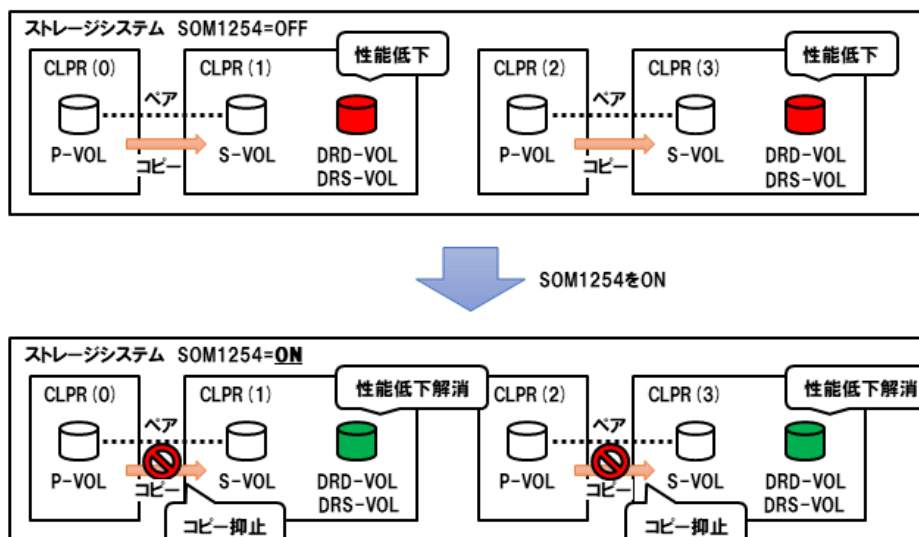 ストレージシステム SOM1254=OFF
CLPR(0)
CLPR(1)
性能低下
CLPR(2)
CLPR(3)
性能低下
ペア
ペア
P-VOL
コピー
S-VOL
DRD-VOL
DRS-VOL
P-VOL
コピー
S-VOL
DRD-VOL
DRS-VOL
SOM1254をON
ストレージシステム SOM1254=ON
CLPR(0)
CLPR(1)
性能低下解消
CLPR(2)
CLPR(3)
性能低下解消
ペア
ペア
P-VOL
コピー
S-VOL
DRD-VOL
DRS-VOL
P-VOL
コピー
S-VOL
DRD-VOL
DRS-VOL
コピー抑止
コピー抑止